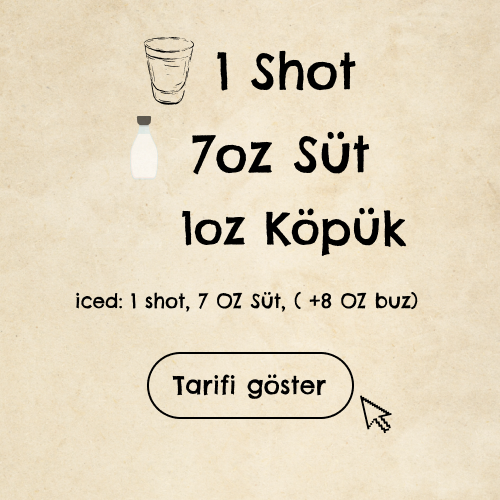 1 Shot
7oz Süt
1oz Köpük
iced: 1 shot, 7 OZ Süt, ( +8 OZ buz)
Tarifi göster